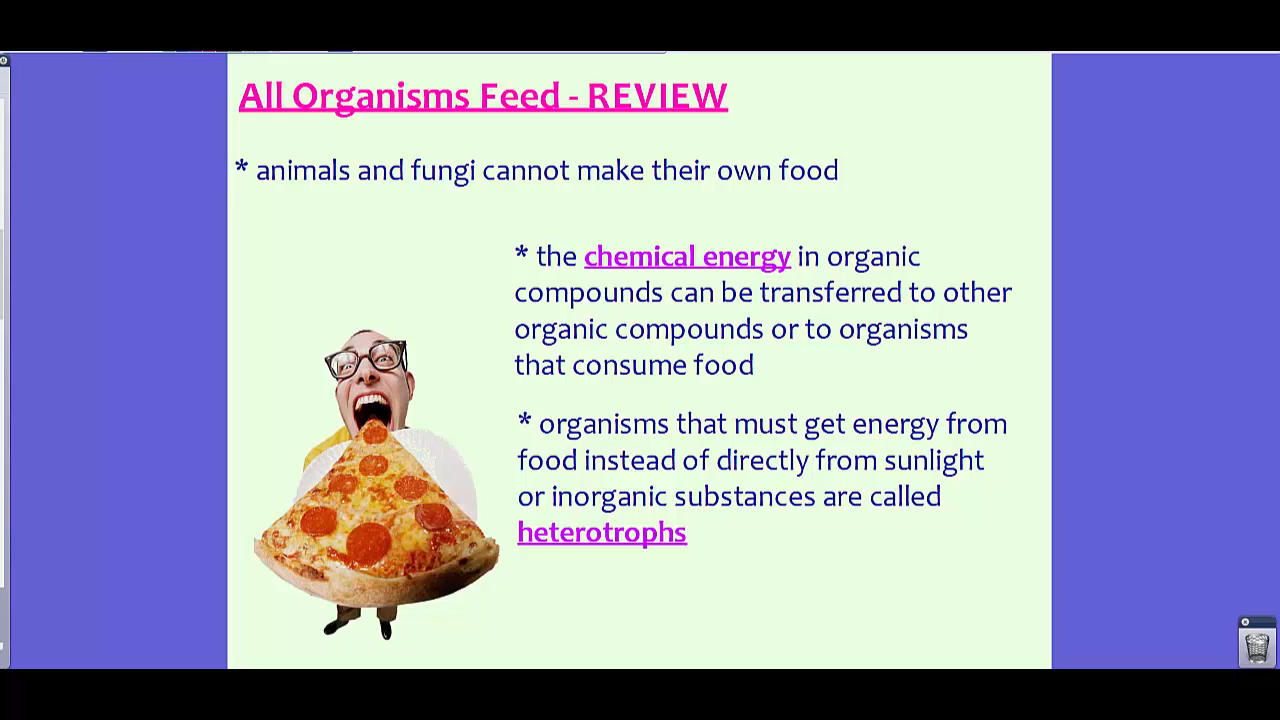 All Organisms Feed - REVIEW
* animals and fungi cannot make their own food
* the chemical energy in organic
compounds can be transferred to other
organic compounds or to organisms
that consume food
* organisms that must get energy from
food instead of directly from sunlight
or inorganic substances are called
heterotrophs